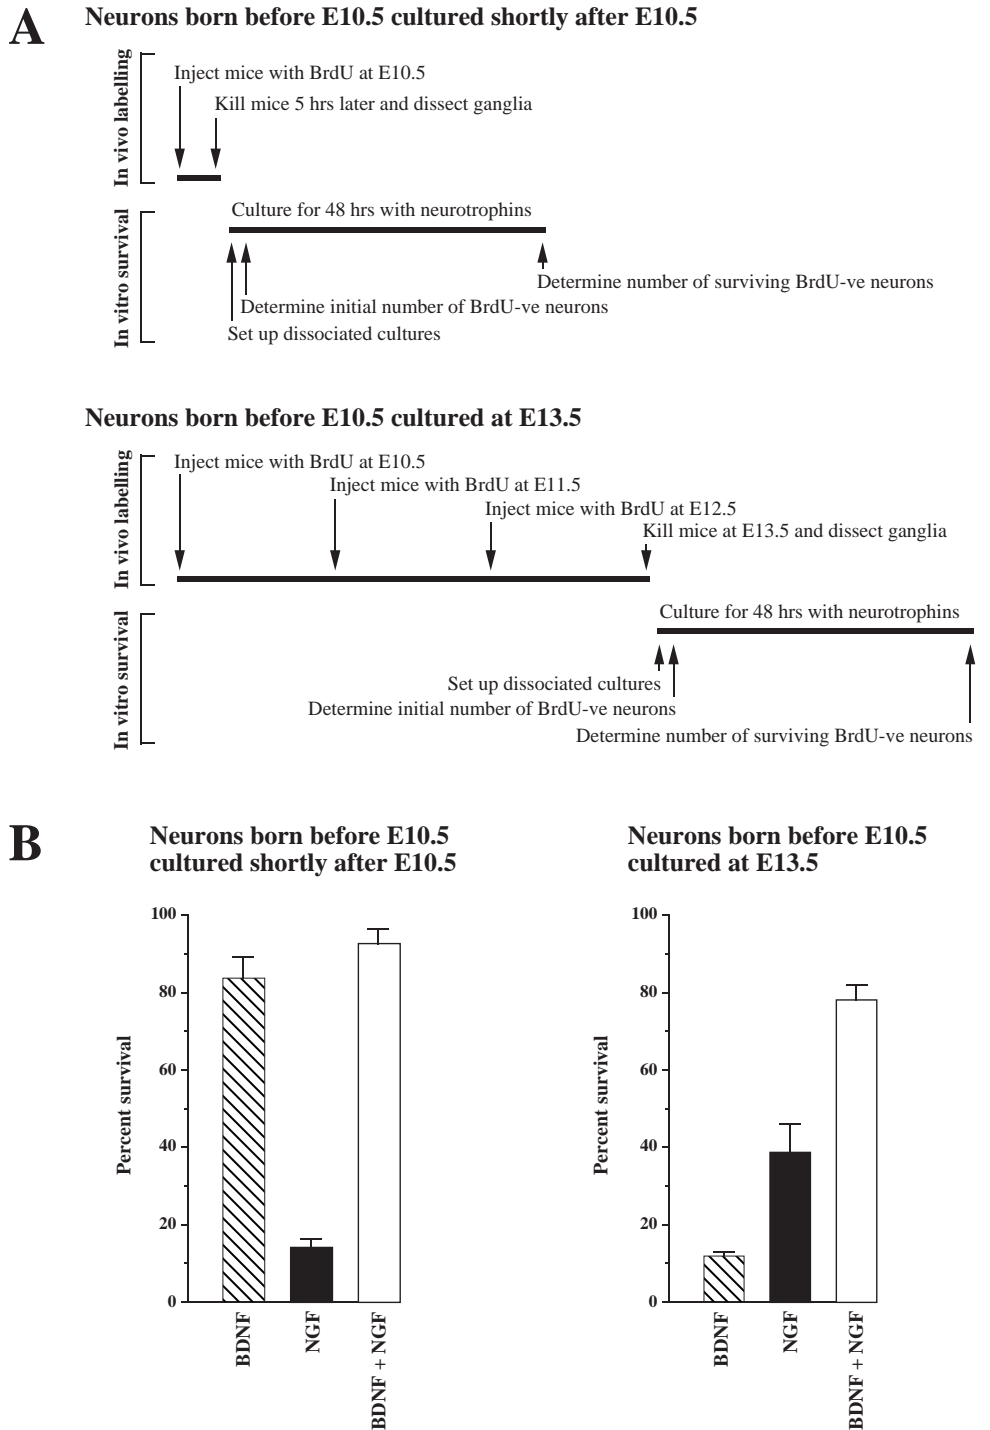 A
Neurons born before E10.5 cultured shortly after E10.5
In vivo labelling
Inject mice with BrdU at E10.5
Kill mice 5 hrs later and dissect ganglia
In vitro survival
Culture for 48 hrs with neurotrophins
Determine number of surviving BrdU-ve neurons
Determine initial number of BrdU-ve neurons
Set up dissociated cultures
Neurons born before E10.5 cultured at E13.5
In vivo labelling
Inject mice with BrdU at E10.5
Inject mice with BrdU at E11.5
Inject mice with BrdU at E12.5
Kill mice at E13.5 and dissect ganglia
In vitro survival
Culture for 48 hrs with neurotrophins
Set up dissociated cultures
Determine initial number of BrdU-ve neurons
Determine number of surviving BrdU-ve neurons
B
Neurons born before E10.5
cultured shortly after E10.5
Percent survival
100
80
60
40
20
0
BDNF
NGF
BDNF + NGF
Neurons born before E10.5
cultured at E13.5
Percent survival
100
80
60
40
20
0
BDNF
NGF
BDNF + NGF